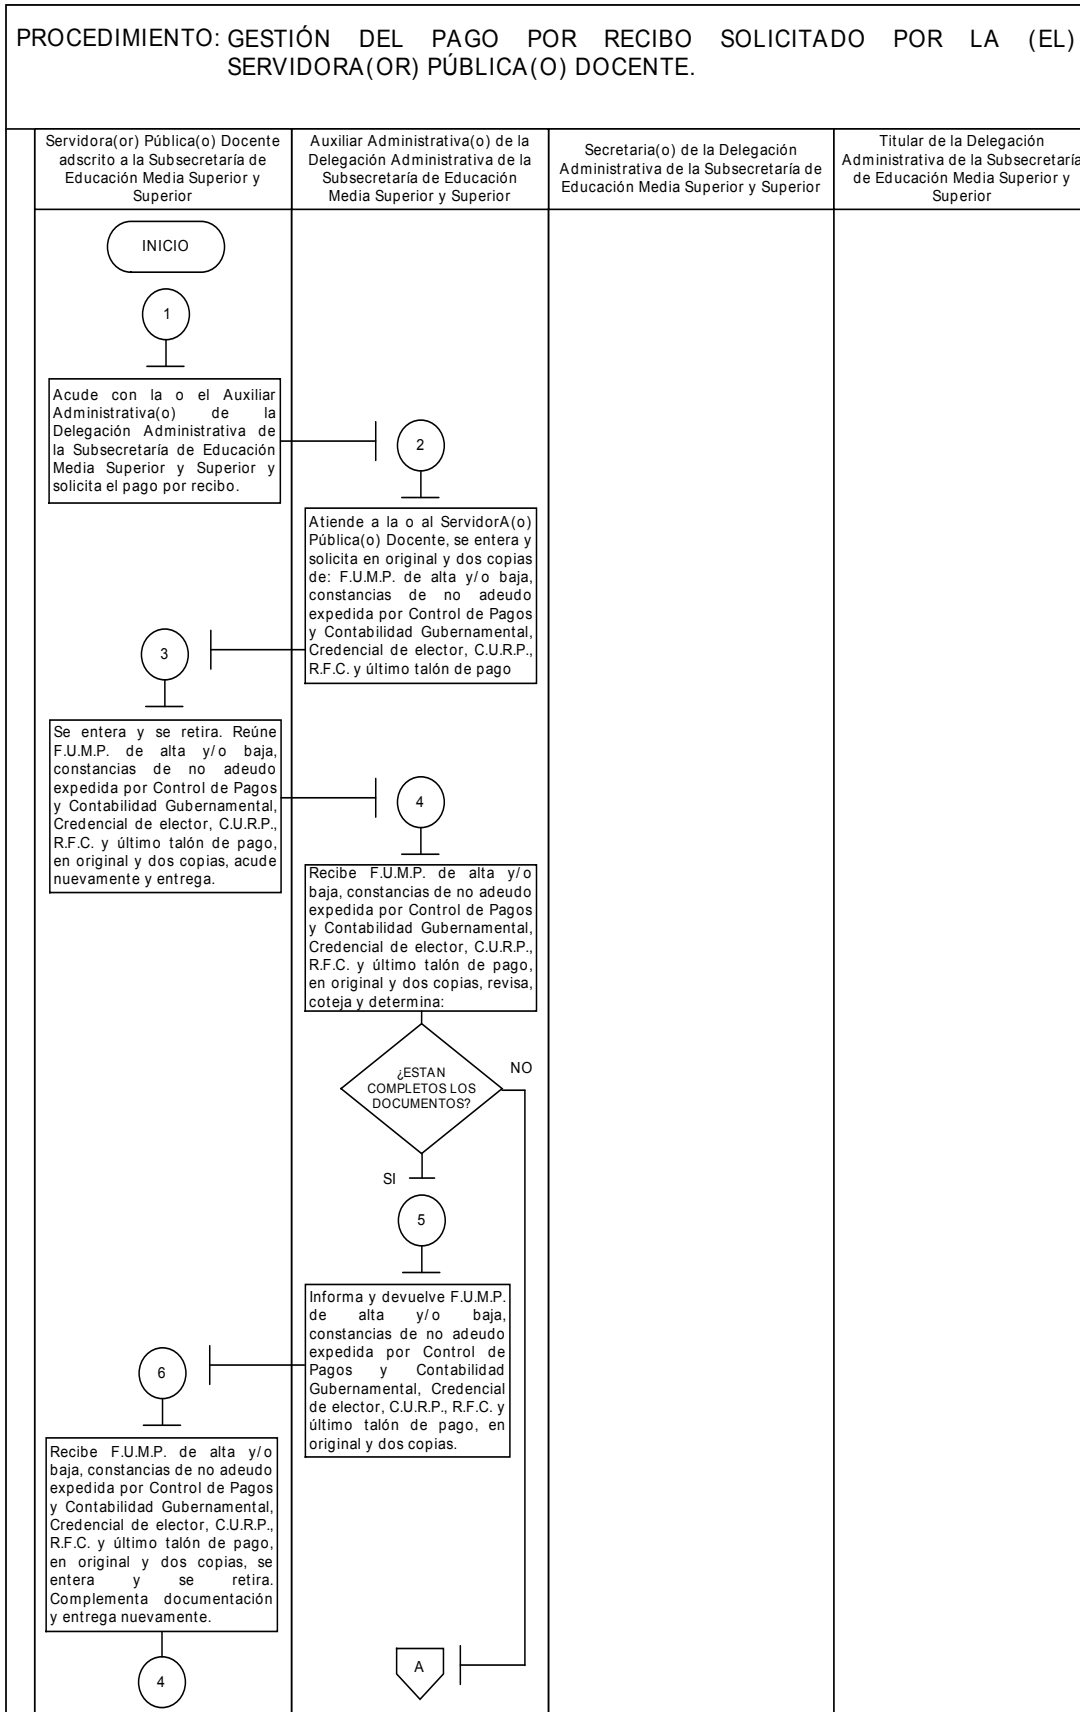 PROCEDIMIENTO: GESTIÓN DEL PAGO POR RECIBO SOLICITADO POR LA (EL)
SERVIDORA(OR) PÚBLICA(O) DOCENTE.
Servidora(or) Pública(o) Docente
adscrito a la Subsecretaría de
Educación Media Superior y
Superior
Auxiliar Administrativa(o) de la
Delegación Administrativa de la
Subsecretaría de Educación
Media Superior y Superior
Secretaria(o) de la Delegación
Administrativa de la Subsecretaría de
Educación Media Superior y Superior
Titular de la Delegación
Administrativa de la Subsecretaría
de Educación Media Superior y
Superior
INICIO
1
Acude con la o el Auxiliar
Administrativa(o) de la
Delegación Administrativa de
la Subsecretaría de Educación
Media Superior y Superior y
solicita el pago por recibo.
2
Atiende a la o al ServidorA(o)
Pública(o) Docente, se entera y
solicita en original y dos copias
de: F.U.M.P. de alta y/o baja,
constancias de no adeudo
expedida por Control de Pagos
y Contabilidad Gubernamental,
Credencial de elector, C.U.R.P.,
R.F.C. y último talón de pago
3
Se entera y se retira. Reúne
F.U.M.P. de alta y/o baja,
constancias de no adeudo
expedida por Control de Pagos
y Contabilidad Gubernamental,
Credencial de elector, C.U.R.P.,
R.F.C. y último talón de pago,
en original y dos copias, acude
nuevamente y entrega.
4
Recibe F.U.M.P. de alta y/o
baja, constancias de no adeudo
expedida por Control de Pagos
y Contabilidad Gubernamental,
Credencial de elector, C.U.R.P.,
R.F.C. y último talón de pago,
en original y dos copias, revisa,
coteja y determina:
¿ESTAN
COMPLETOS LOS
DOCUMENTOS?
NO
SI
5
Informa y devuelve F.U.M.P.
de alta y/o baja,
constancias de no adeudo
expedida por Control de
Pagos y Contabilidad
Gubernamental, Credencial
de elector, C.U.R.P., R.F.C. y
último talón de pago, en
original y dos copias.
6
Recibe F.U.M.P. de alta y/o
baja, constancias de no adeudo
expedida por Control de Pagos
y Contabilidad Gubernamental,
Credencial de elector, C.U.R.P.,
R.F.C. y último talón de pago,
en original y dos copias, se
entera y se retira.
Complementa documentación
y entrega nuevamente.
4
A